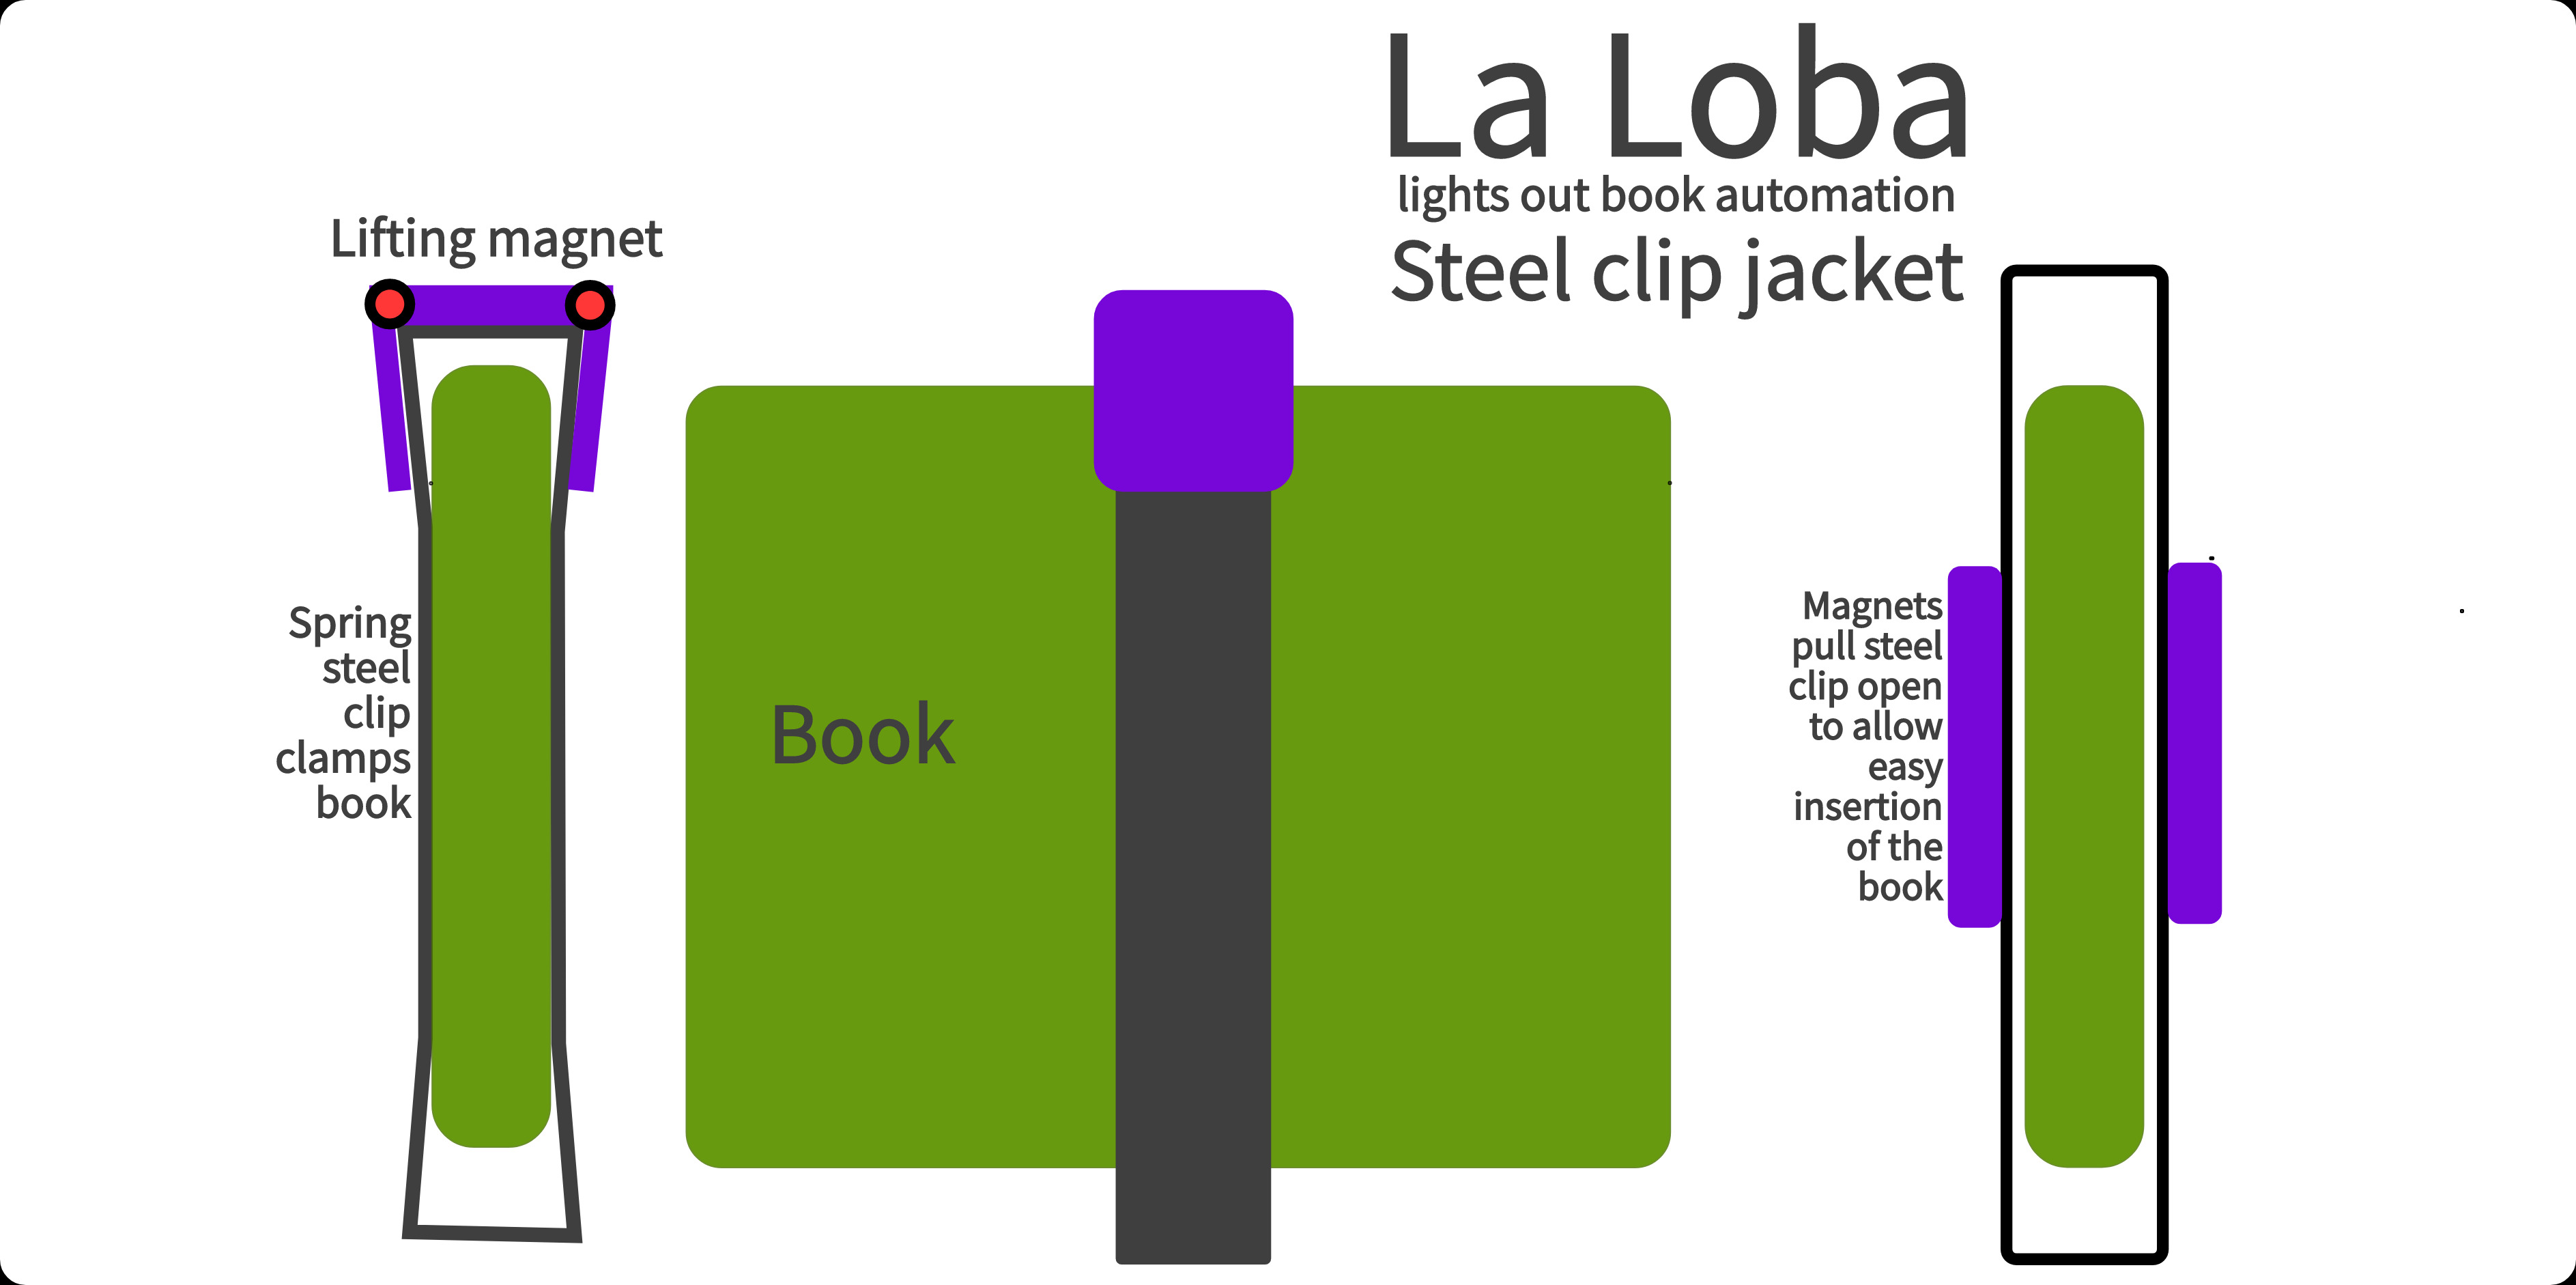 La Loba
lights out book automation
Steel clip jacket
Lifting magnet
Spring
steel
clip
clamps
book
Book
Magnets
pull steel
clip open
to allow
easy
insertion
of the
book